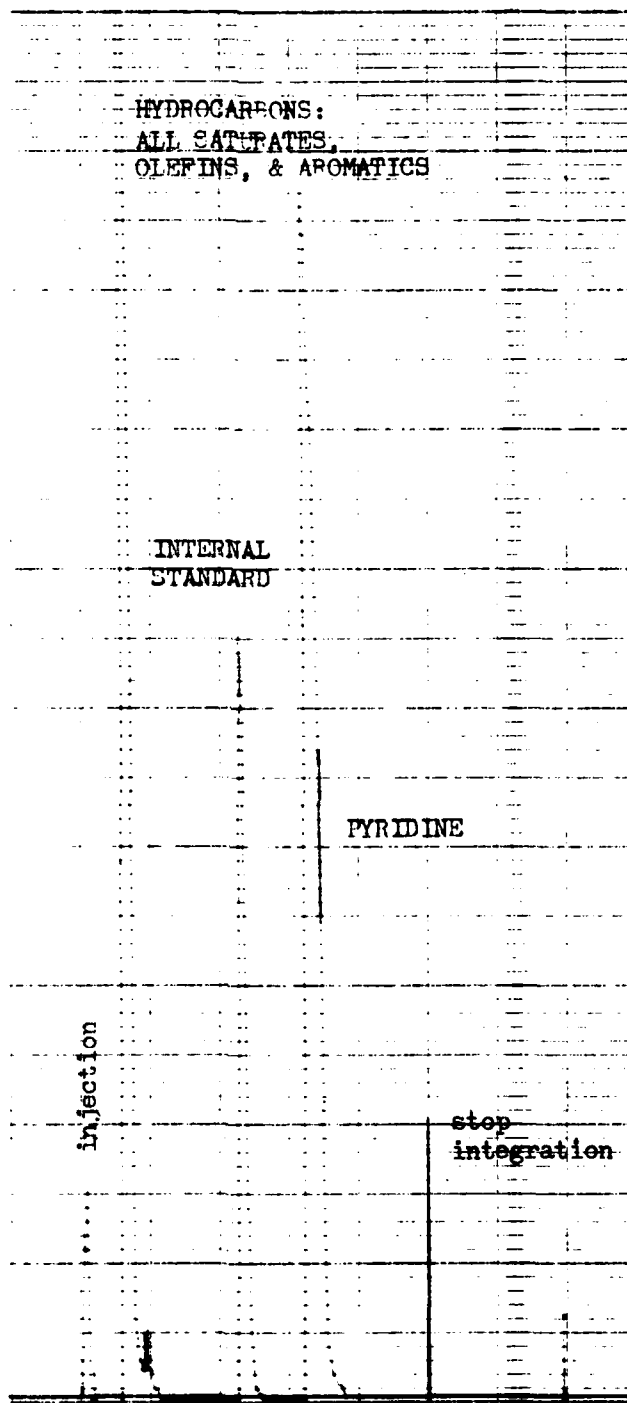 HYDROCARBONS:
ALL SATURATES,
OLEFINS, & AROMATICS
INTERNAL
STANDARD
PYRIDINE
injection
stop
integration